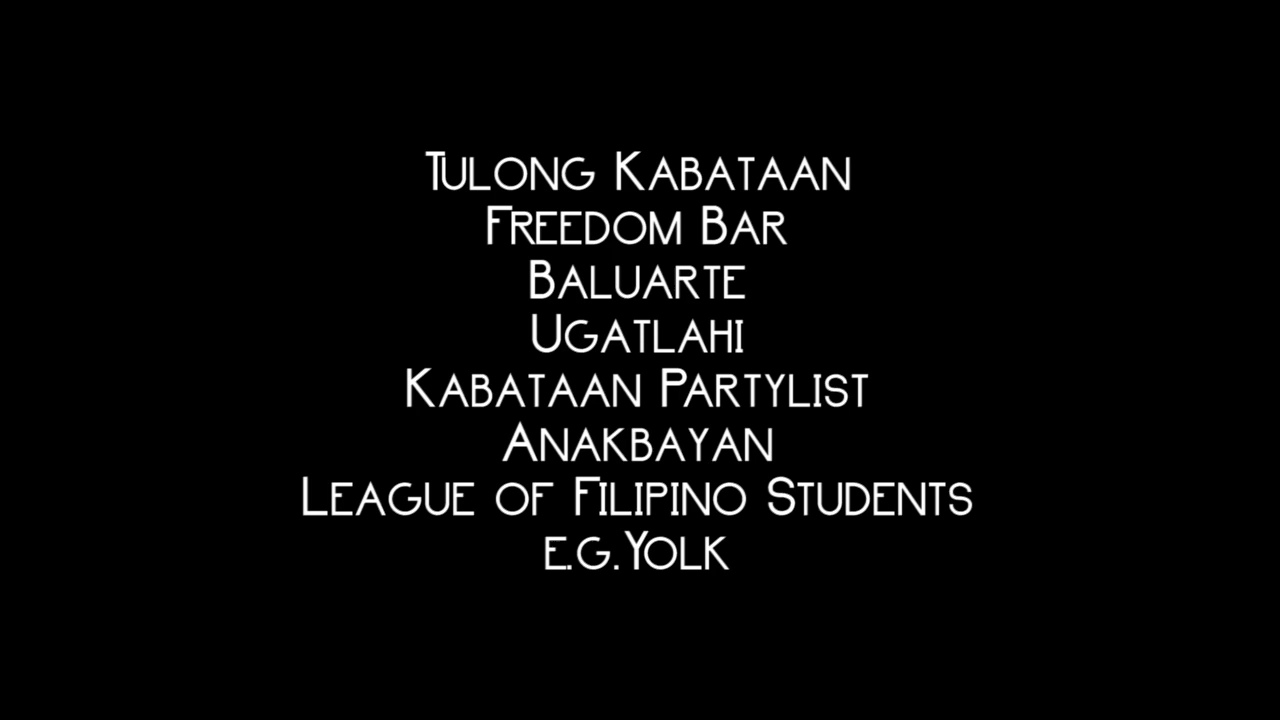 Tulong Kabataan
Freedom Bar
Baluarte
Ugatlahi
Kabataan Partylist
Anakbayan
League of Filipino Students
e.g.Yolk